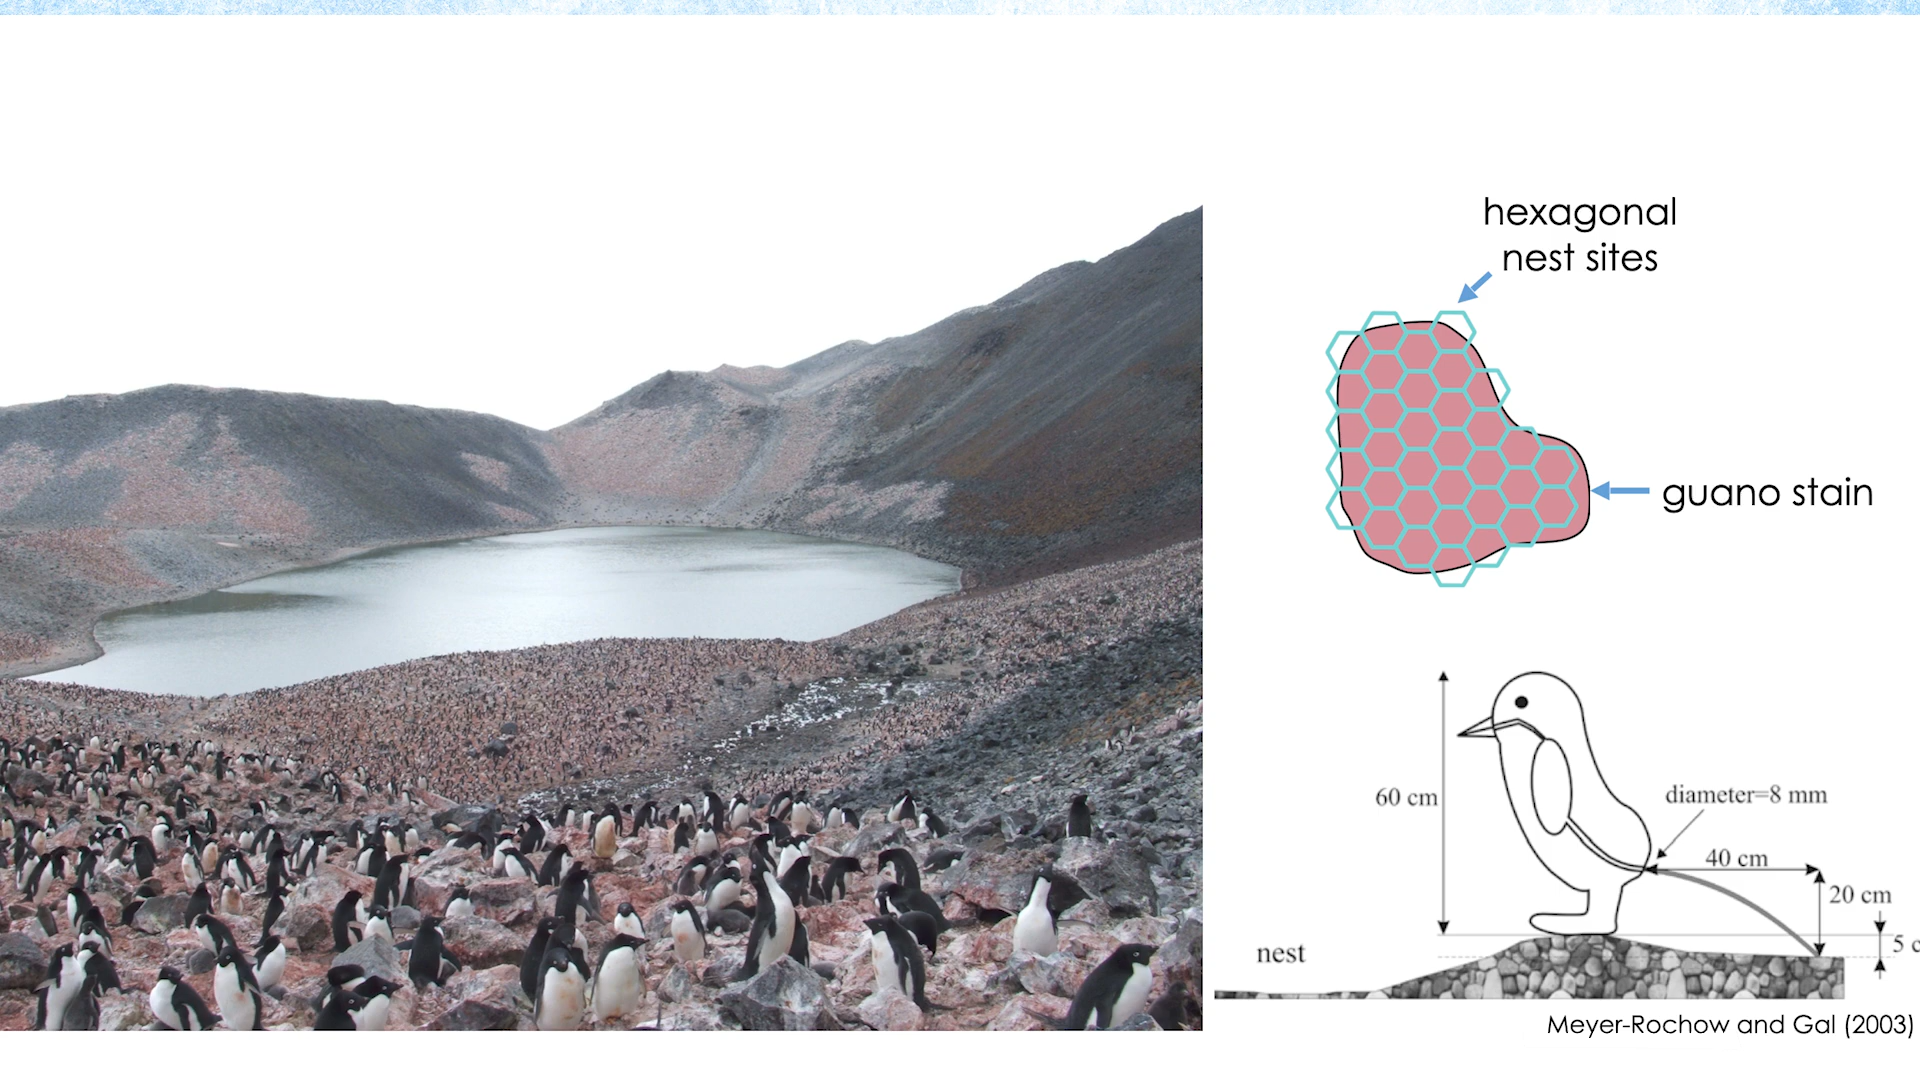 hexagonal
nest sites
guano stain
60 cm
diameter=8 mm
40 cm
20 cm
5 c
nest
Meyer-Rochow and Gal (2003)